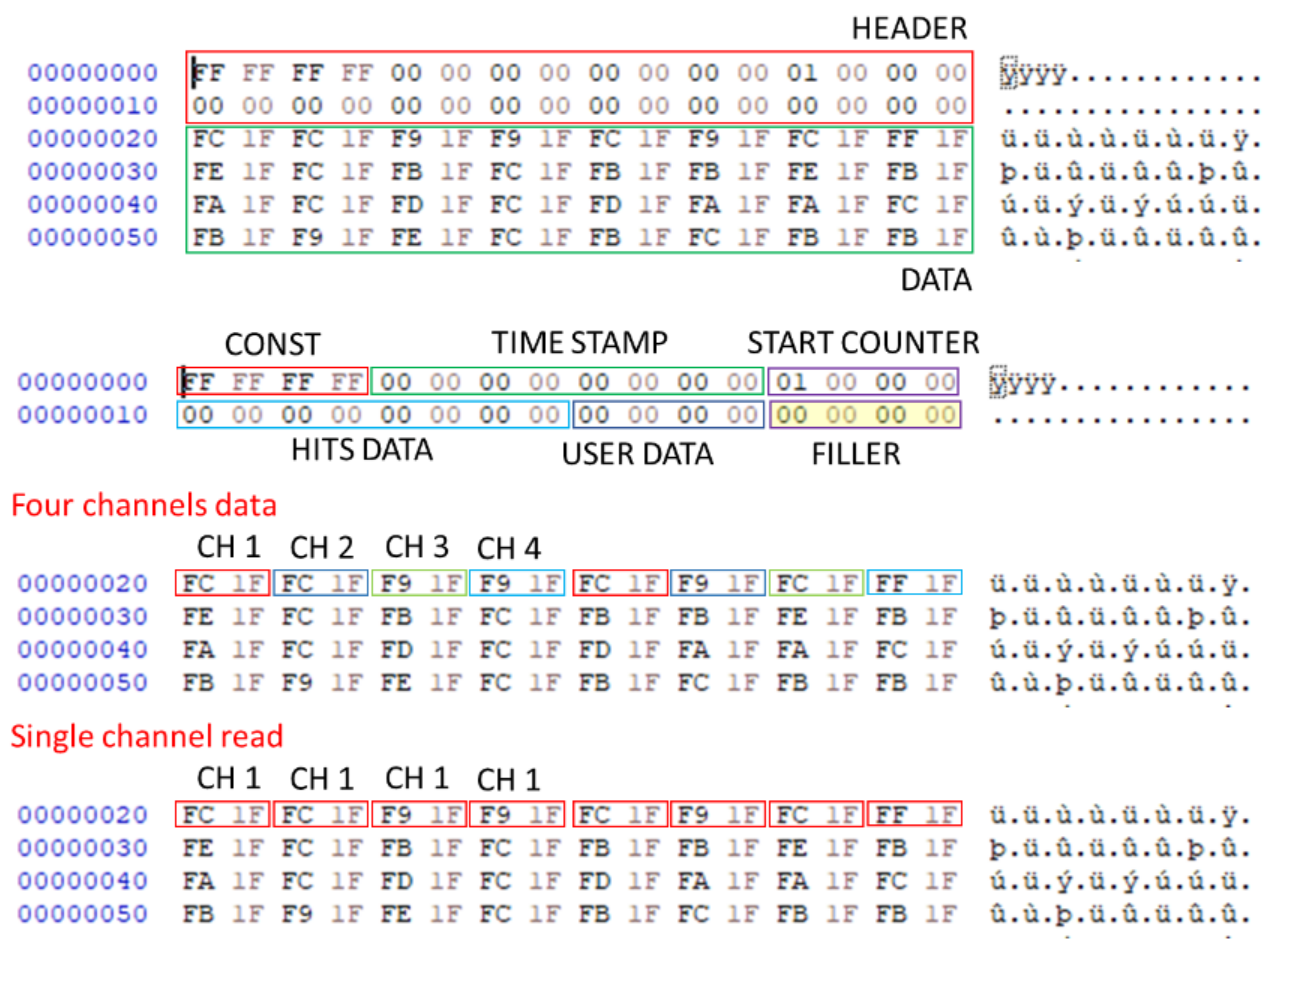 HEADER
00000000 FF FF FF FF 00 00 00 00 00 00 00 00 01 00 00 00 ÿÿÿÿ............
00000010 00 00 00 00 00 00 00 00 00 00 00 00 00 00 00 00 ................
00000020 FC 1F FC 1F F9 1F F9 1F FC 1F F9 1F FC 1F FF 1F ü.ü.ù.ù.ü.ù.ü.ÿ.
00000030 FE 1F FC 1F FB 1F FC 1F FB 1F FB 1F FE 1F FB 1F þ.ü.û.ü.û.û.þ.û.
00000040 FA 1F FC 1F FD 1F FC 1F FD 1F FA 1F FA 1F FC 1F ú.ü.ý.ü.ý.ú.ú.ü.
00000050 FB 1F F9 1F FE 1F FC 1F FB 1F FC 1F FB 1F FB 1F û.ù.þ.ü.û.ü.û.û.
DATA
CONST TIME STAMP START COUNTER
00000000 FF FF FF FF 00 00 00 00 00 00 00 00 01 00 00 00 ÿÿÿÿ............
00000010 00 00 00 00 00 00 00 00 00 00 00 00 00 00 00 00 ................
HITS DATA USER DATA FILLER
Four channels data
CH 1 CH 2 CH 3 CH 4
00000020 FC 1F FC 1F F9 1F F9 1F FC 1F F9 1F FC 1F FF 1F ü.ü.ù.ù.ü.ù.ü.ÿ.
00000030 FE 1F FC 1F FB 1F FC 1F FB 1F FB 1F FE 1F FB 1F þ.ü.û.ü.û.û.þ.û.
00000040 FA 1F FC 1F FD 1F FC 1F FD 1F FA 1F FA 1F FC 1F ú.ü.ý.ü.ý.ú.ú.ü.
00000050 FB 1F F9 1F FE 1F FC 1F FB 1F FC 1F FB 1F FB 1F û.ù.þ.ü.û.ü.û.û.
Single channel read
CH 1 CH 1 CH 1 CH 1
00000020 FC 1F FC 1F F9 1F F9 1F FC 1F F9 1F FC 1F FF 1F ü.ü.ù.ù.ü.ù.ü.ÿ.
00000030 FE 1F FC 1F FB 1F FC 1F FB 1F FB 1F FE 1F FB 1F þ.ü.û.ü.û.û.þ.û.
00000040 FA 1F FC 1F FD 1F FC 1F FD 1F FA 1F FA 1F FC 1F ú.ü.ý.ü.ý.ú.ú.ü.
00000050 FB 1F F9 1F FE 1F FC 1F FB 1F FC 1F FB 1F FB 1F û.ù.þ.ü.û.ü.û.û.